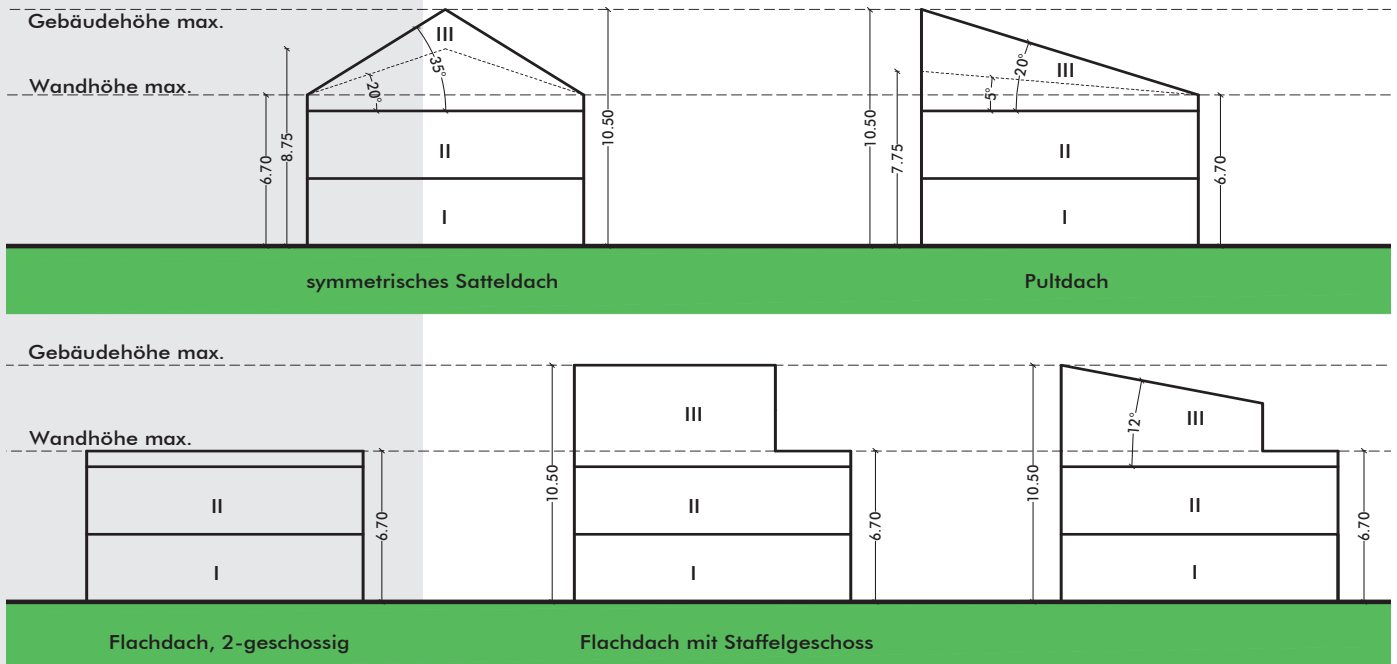 Gebäudehöhe max.
Wandhöhe max.
III
35°
20°
II
I
6.70
8.75
10.50
III
20°
5°
II
I
10.50
7.75
6.70
symmetrisches Satteldach
Pultdach
Gebäudehöhe max.
Wandhöhe max.
II
I
6.70
III
II
I
10.50
6.70
III
12°
II
I
10.50
6.70
Flachdach, 2-geschossig
Flachdach mit Staffelgeschoss